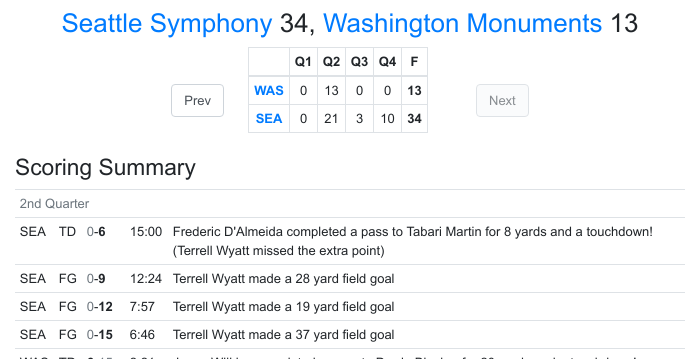 Seattle Symphony 34, Washington Monuments 13
Q1 Q2 Q3 Q4 F
WAS 0 13 0 0 13
SEA 0 21 3 10 34
Prev
Next
Scoring Summary
2nd Quarter
SEA TD 0-6 15:00 Frederic D'Almeida completed a pass to Tabari Martin for 8 yards and a touchdown!
(Terrell Wyatt missed the extra point)
SEA FG 0-9 12:24 Terrell Wyatt made a 28 yard field goal
SEA FG 0-12 7:57 Terrell Wyatt made a 19 yard field goal
SEA FG 0-15 6:46 Terrell Wyatt made a 37 yard field goal